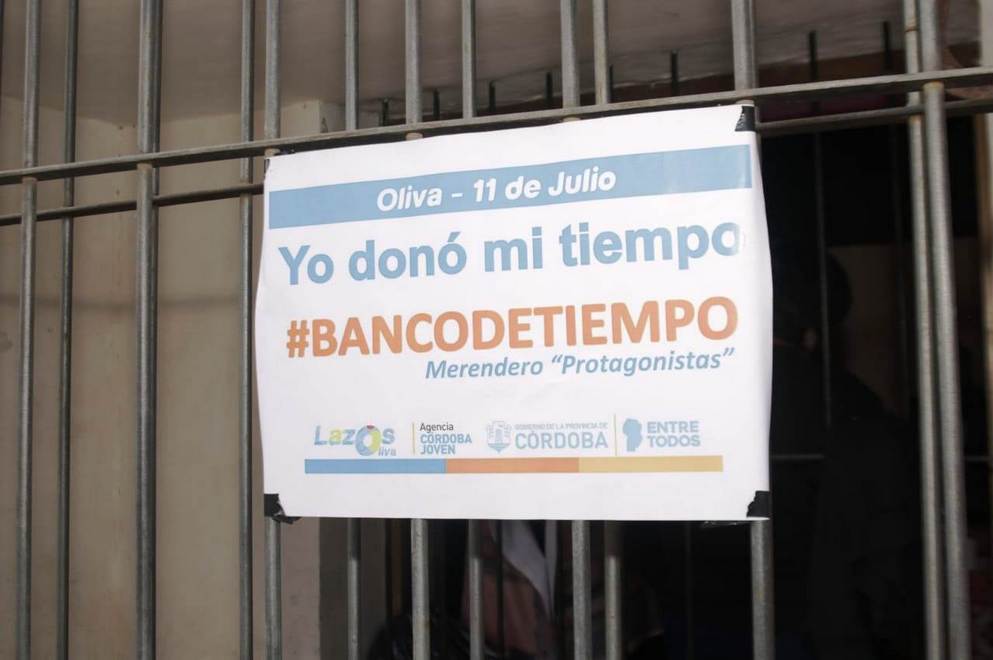 Oliva - 11 de Julio
Yo donó mi tiempo
#BANCODETIEMPO
Merendero “Protagonistas”
Lazos
Oliva
Agencia
CÓRDOBA
JOVEN
GOBIERNO DE LA PROVINCIA DE
CÓRDOBA
ENTRE
TODOS